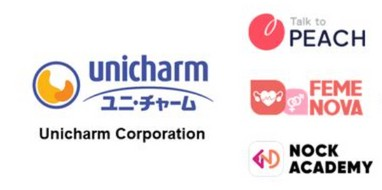 unicharm
ユニ・チャーム
Unicharm Corporation
Talk to
PEACH
FEME
NOVA
NOCK
ACADEMY